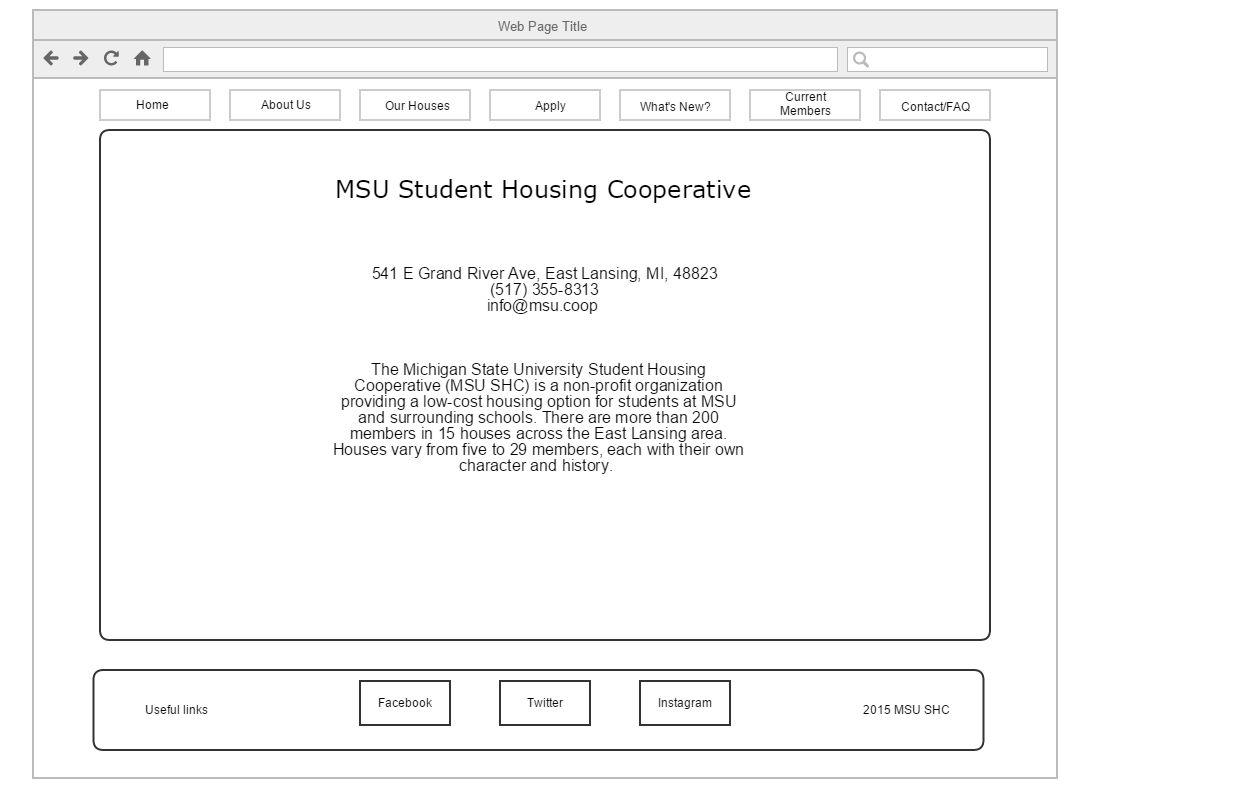 Web Page Title
Home
About Us
Our Houses
Apply
What's New?
Current
Members
Contact/FAQ
MSU Student Housing Cooperative
541 E Grand River Ave, East Lansing, MI, 48823
(517) 355-8313
info@msu.coop
The Michigan State University Student Housing
Cooperative (MSU SHC) is a non-profit organization
providing a low-cost housing option for students at MSU
and surrounding schools. There are more than 200
members in 15 houses across the East Lansing area.
Houses vary from five to 29 members, each with their own
character and history.
Useful links
Facebook
Twitter
Instagram
2015 MSU SHC